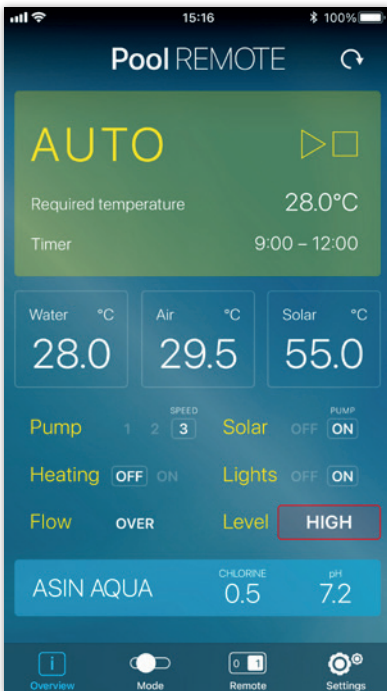 15:16 100%
Pool REMOTE
AUTO
Required temperature 28.0°C
Timer 9:00 – 12:00
Water °C Air °C Solar °C
28.0 29.5 55.0
SPEED PUMP
Pump 1 2 3 Solar OFF ON
Heating OFF ON Lights OFF ON
Flow OVER Level HIGH
CHLORINE pH
ASIN AQUA 0.5 7.2
i 0 1
Overview Mode Remote Settings